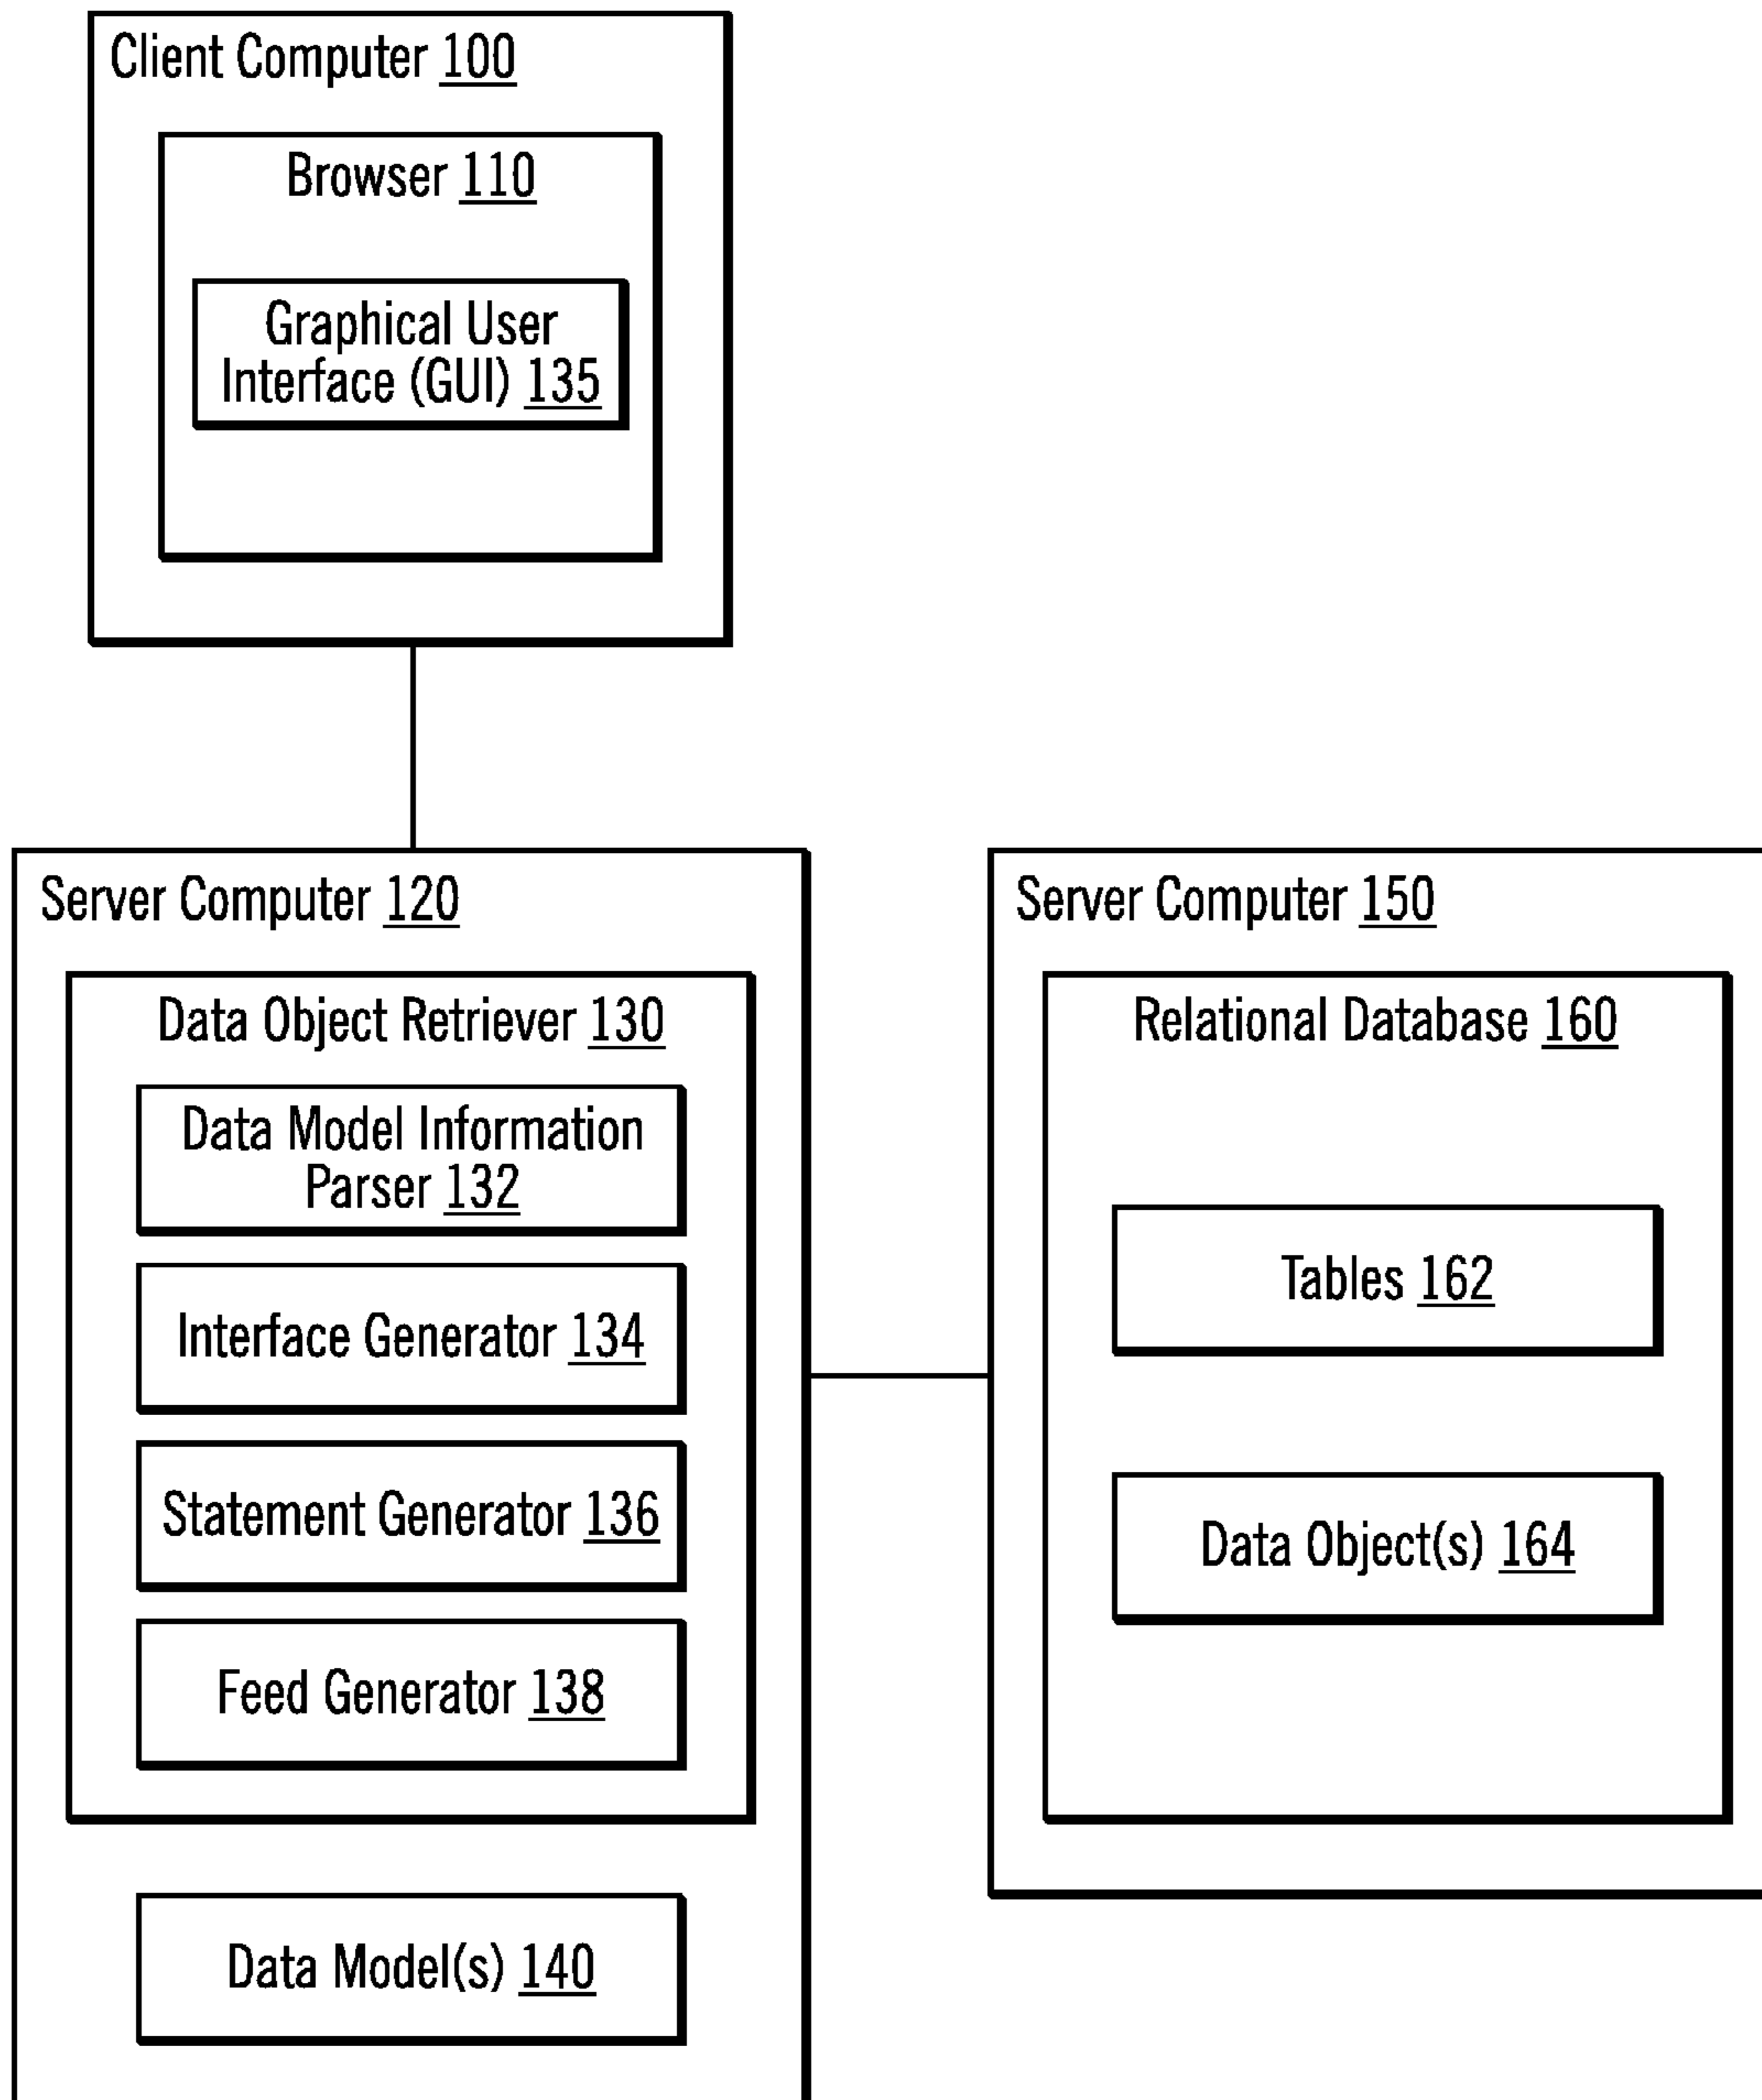 Client Computer 100
Browser 110
Graphical User
Interface (GUI) 135
Server Computer 120
Data Object Retriever 130
Data Model Information
Parser 132
Interface Generator 134
Statement Generator 136
Feed Generator 138
Data Model(s) 140
Server Computer 150
Relational Database 160
Tables 162
Data Object(s) 164